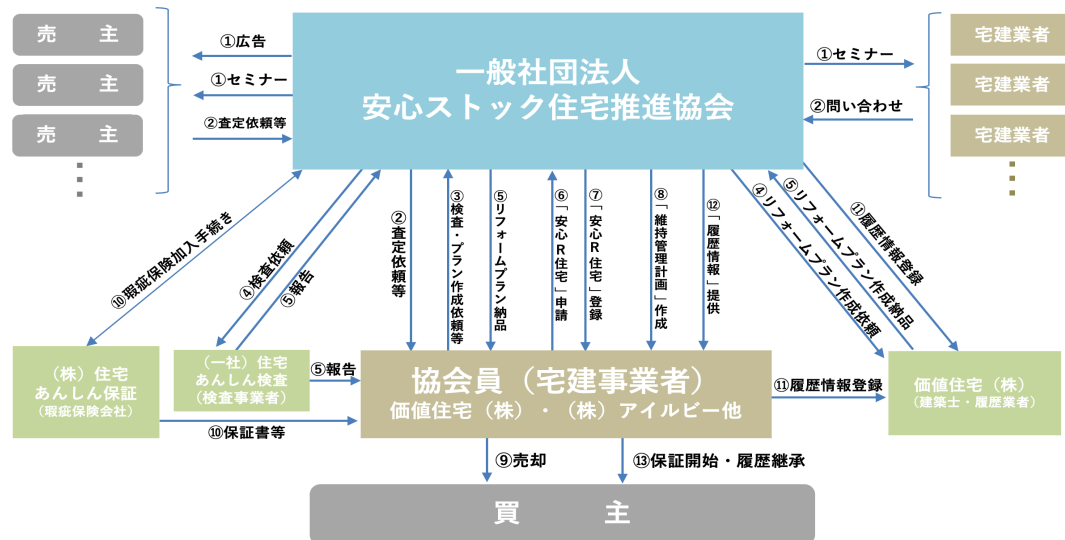 売 主
売 主
売 主
①広告
①セミナー
②査定依頼等
一般社団法人
安心ストック住宅推進協会
①セミナー
②問い合わせ
宅建業者
宅建業者
宅建業者
⑩瑕疵保険加入手続き
④検査依頼
⑤報告
②査定依頼等
③検査・プラン作成依頼等
⑤リフォームプラン納品
⑥「安心R住宅」申請
⑦「安心R住宅」登録
⑧「維持管理計画」作成
⑫「履歴情報」提供
④リフォームプラン作成依頼
⑤リフォームプラン作成納品
⑪履歴情報登録
(株)住宅
あんしん保証
(瑕疵保険会社)
(一社)住宅
あんしん検査
(検査事業者)
⑤報告
⑩保証書等
協会員(宅建事業者)
価値住宅(株)・(株)アイルビー他
⑪履歴情報登録
価値住宅(株)
(建築士・履歴業者)
⑨売却
⑬保証開始・履歴継承
買 主